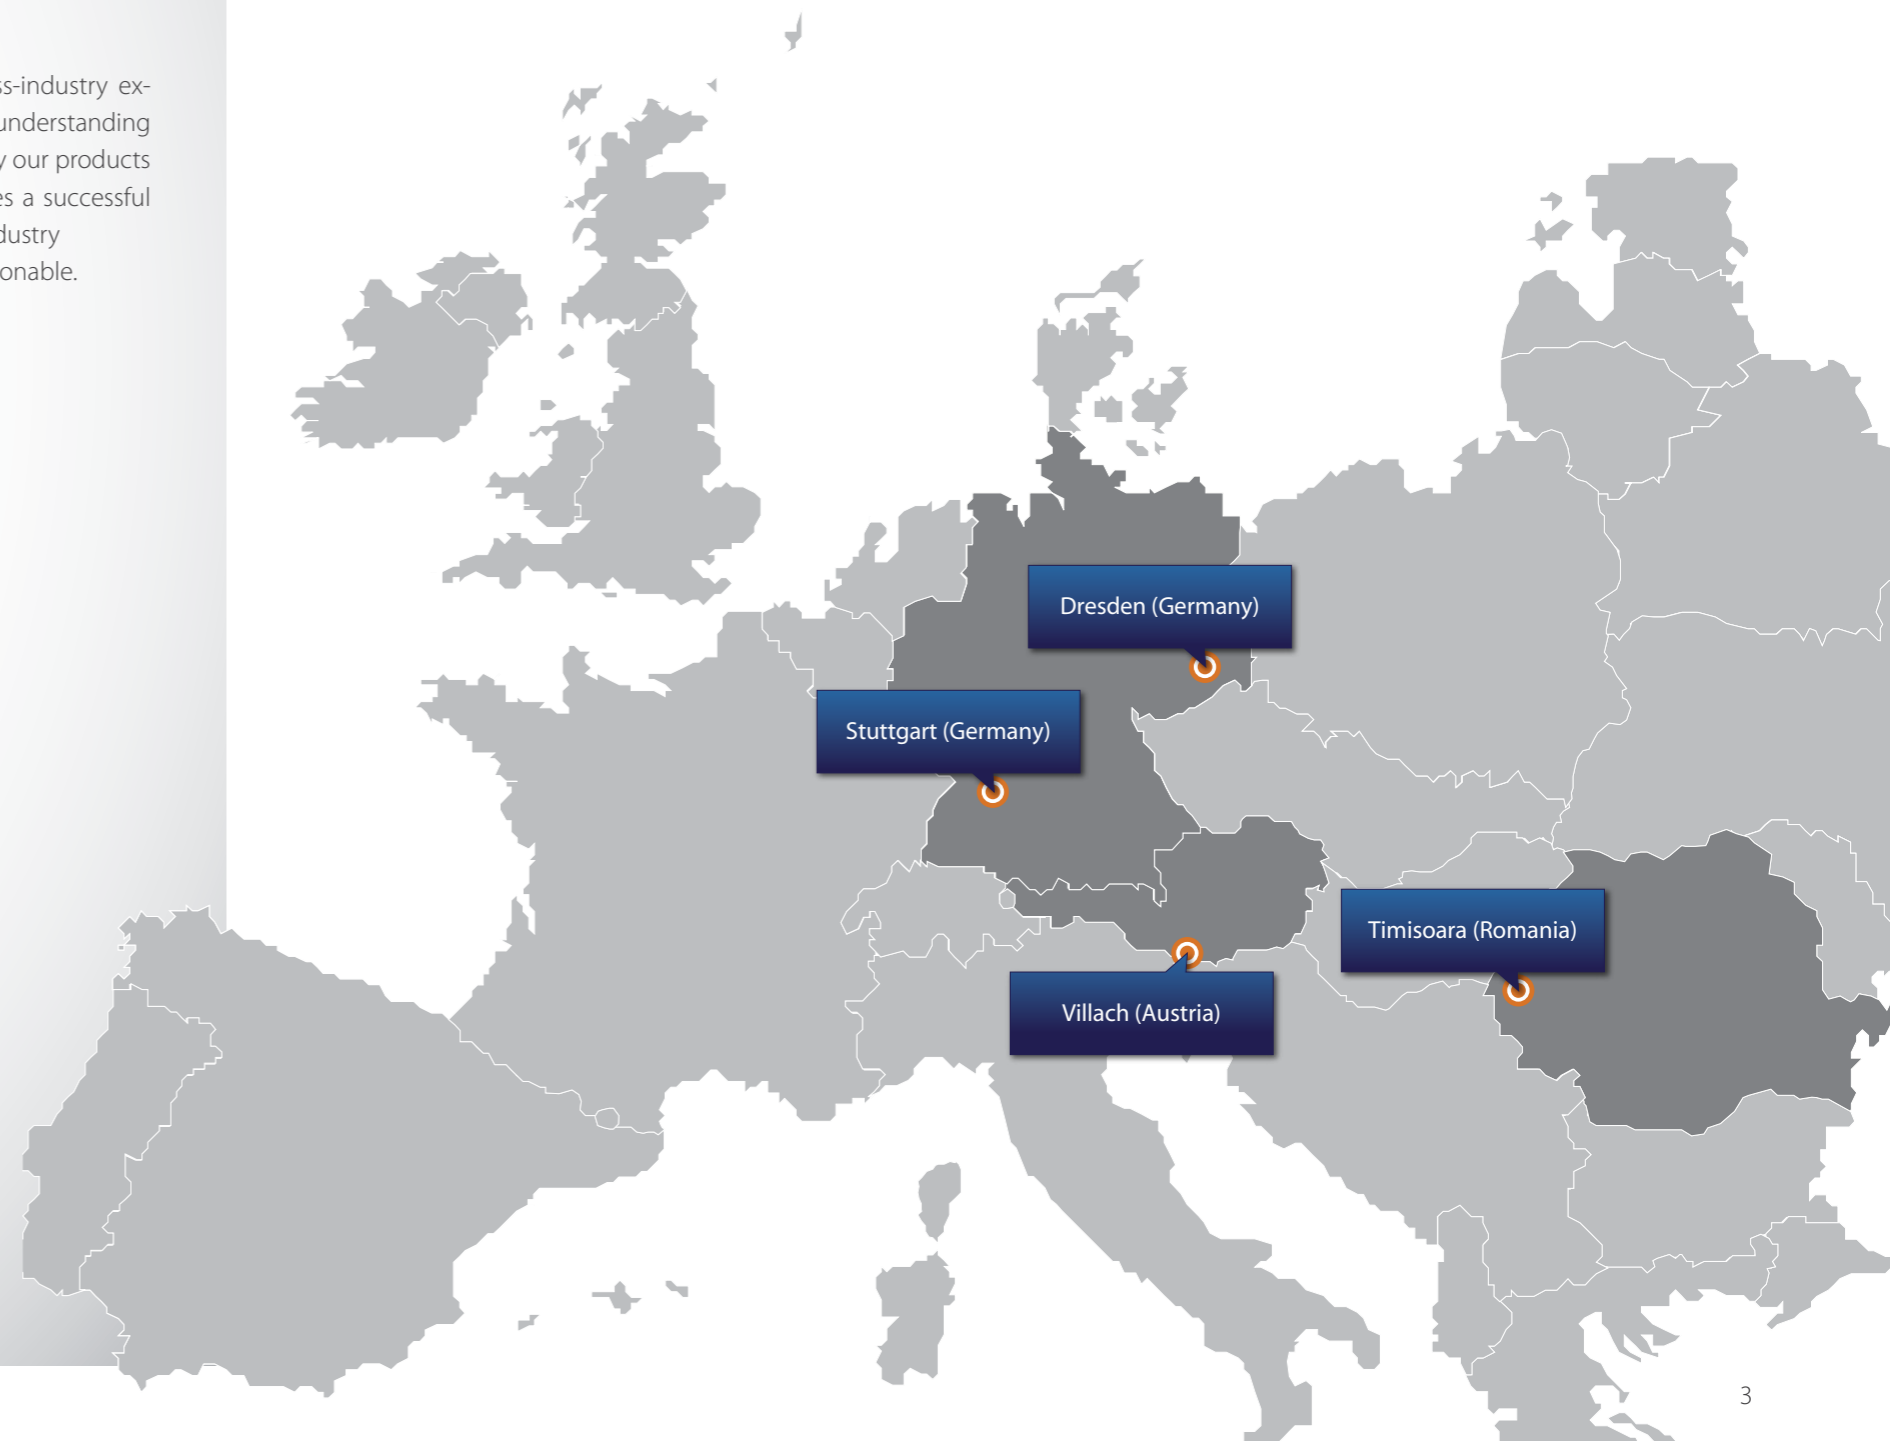 ss-industry ex-
understanding
y our products
es a successful
dustry
onable.
Dresden (Germany)
Stuttgart (Germany)
Timisoara (Romania)
Villach (Austria)
3